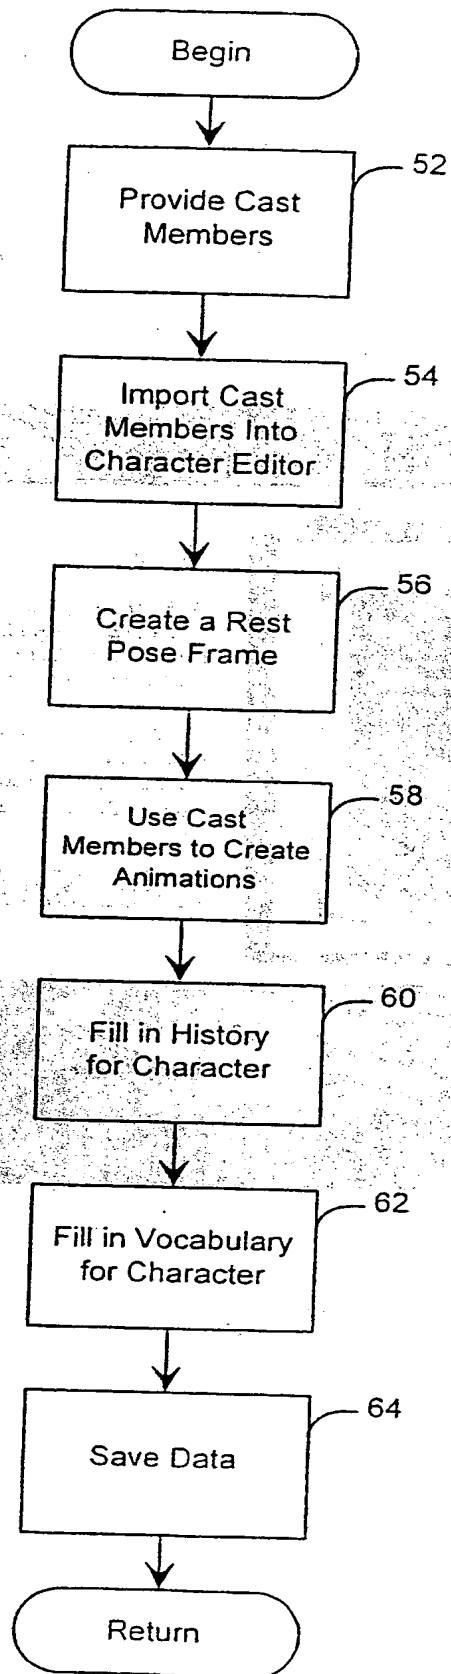 Begin
52
Provide Cast
Members
54
Import Cast
Members Into
Character Editor
56
Create a Rest
Pose Frame
58
Use Cast
Members to Create
Animations
60
Fill in History
for Character
62
Fill in Vocabulary
for Character
64
Save Data
Return